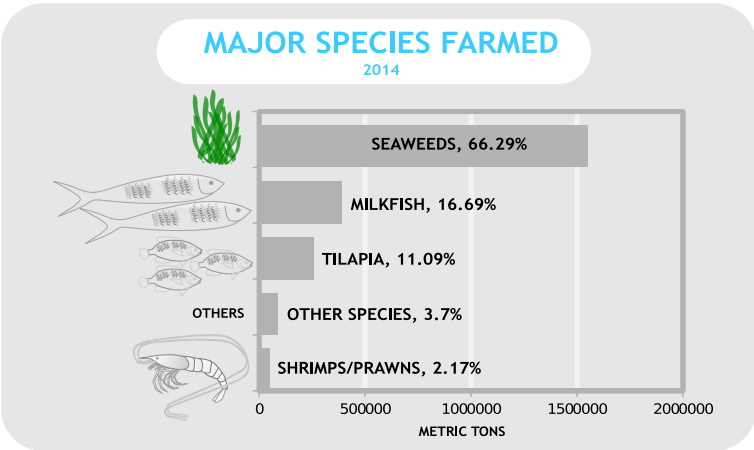 MAJOR SPECIES FARMED
2014
SEAWEEDS, 66.29%
MILKFISH, 16.69%
TILAPIA, 11.09%
OTHERS
OTHER SPECIES, 3.7%
SHRIMPS/PRAWNS, 2.17%
0 500000 1000000 1500000 2000000
METRIC TONS